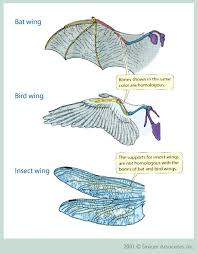 Bat wing
Bones shown in the same
color are homologous.
Bird wing
The supports for insect wings
are not homologous with the
bones of bat and bird wings.
Insect wing
2001 © Sinauer Associates, Inc.